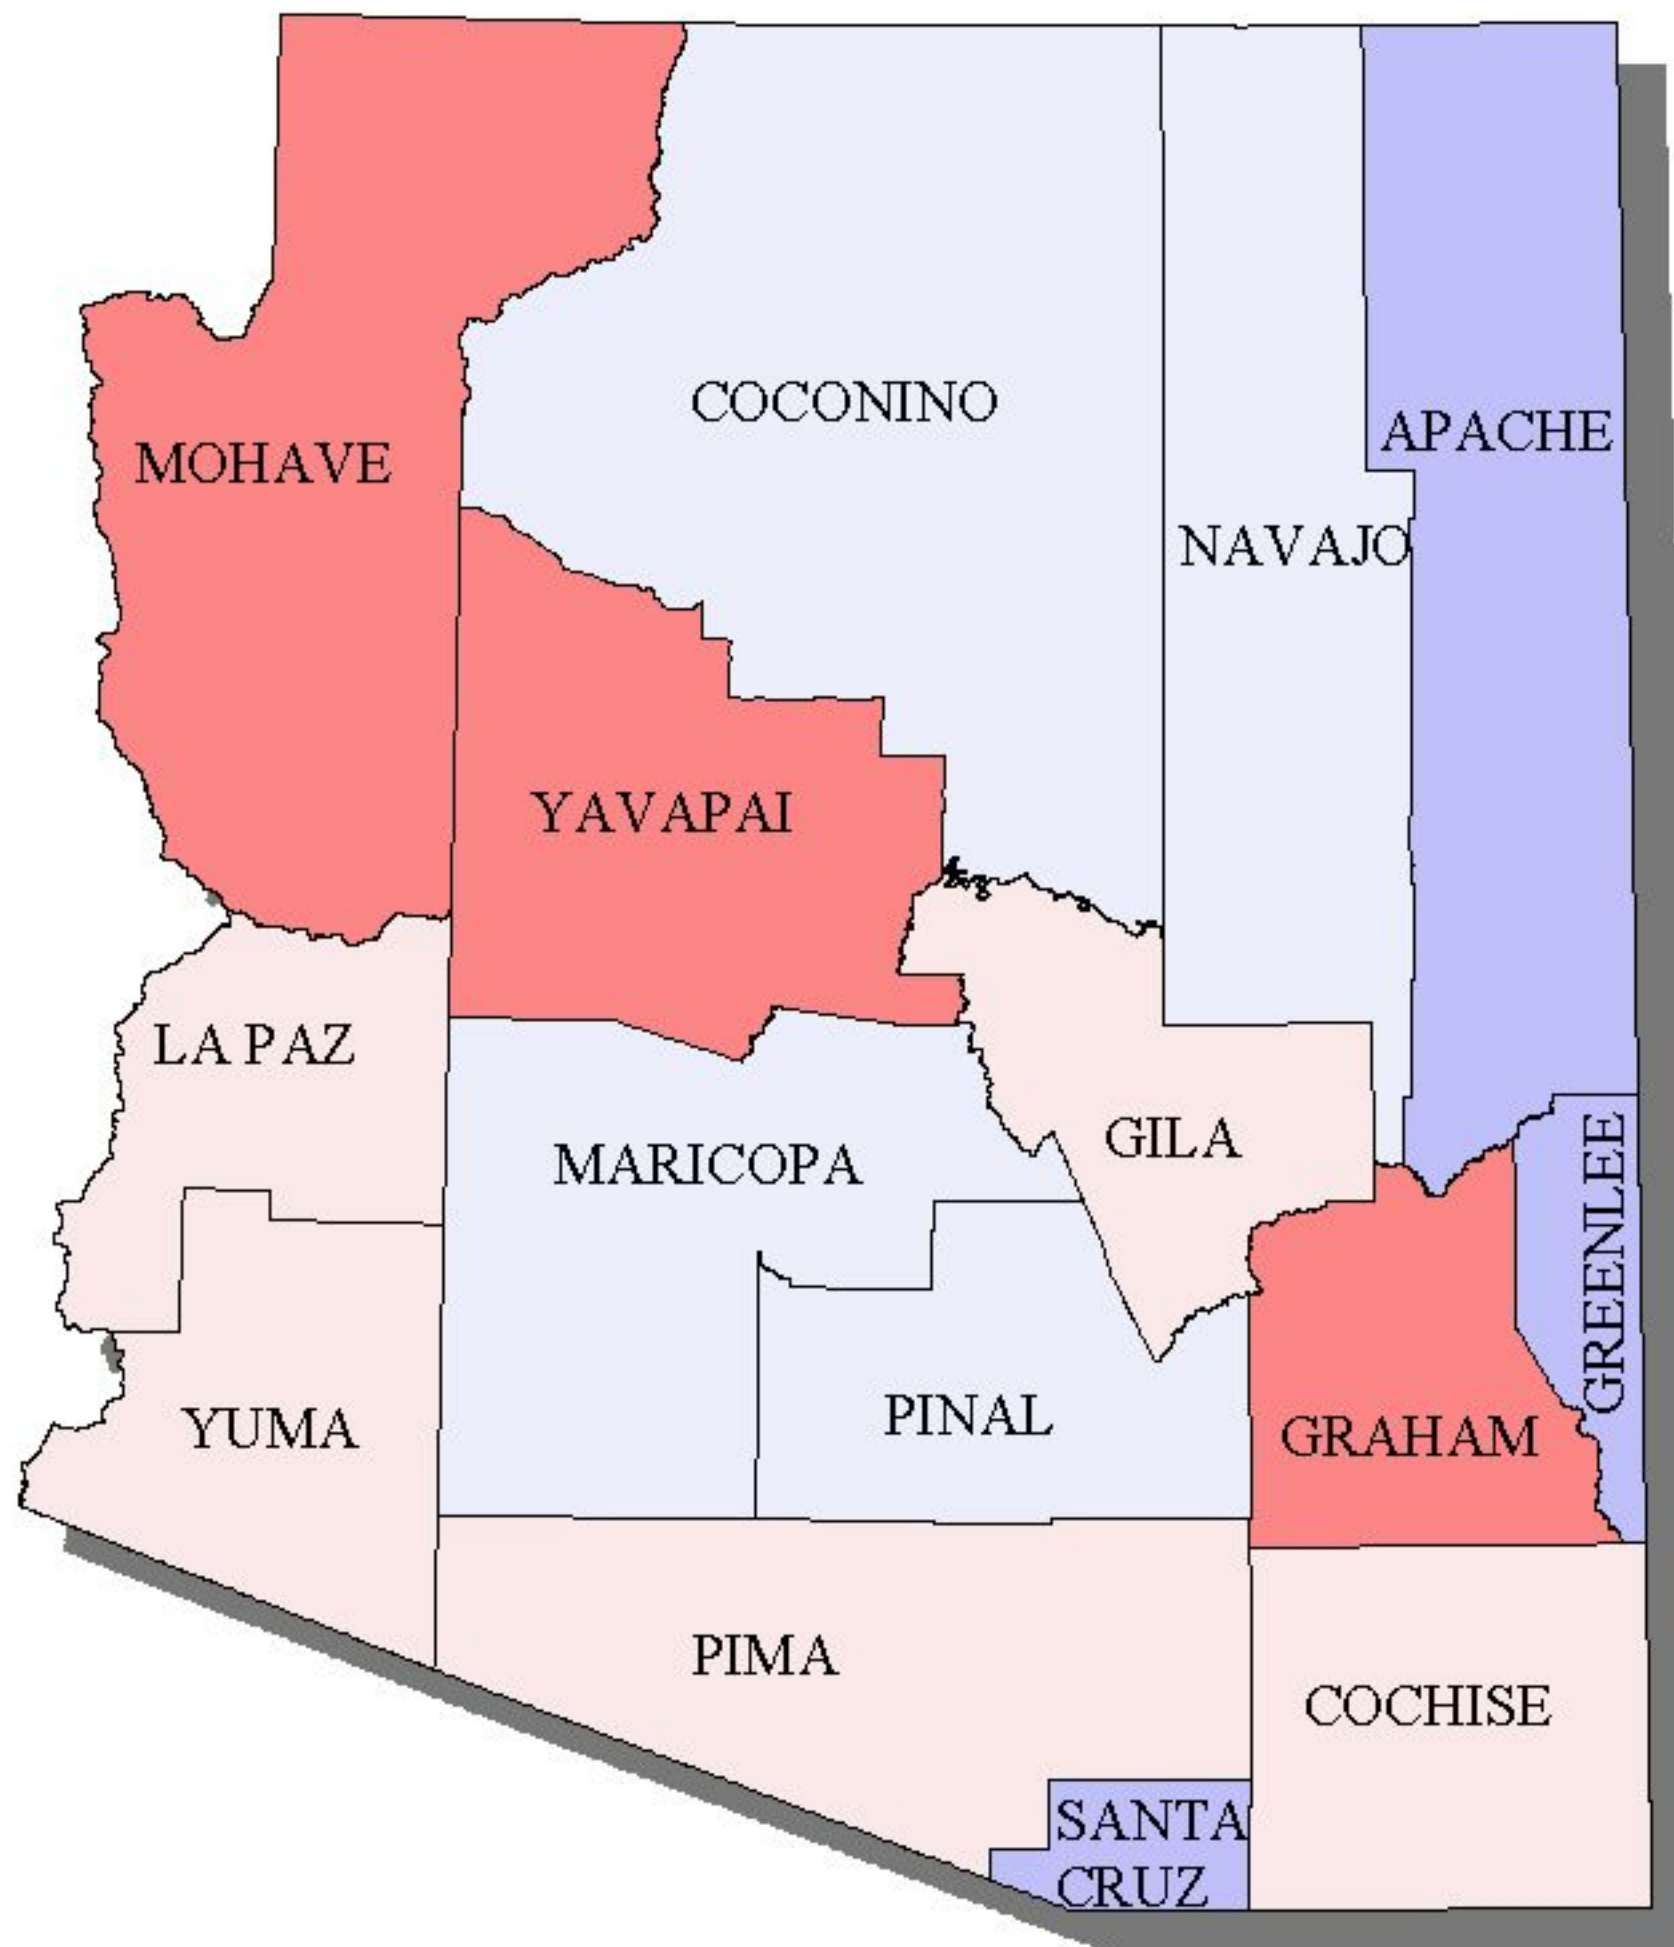 COCONINO
APACHE
MOHAVE
NAVAJO
YAVAPAI
LA PAZ
GILA
MARICOPA
GREENLEE
PINAL
YUMA
GRAHAM
PIMA
COCHISE
SANTA
CRUZ